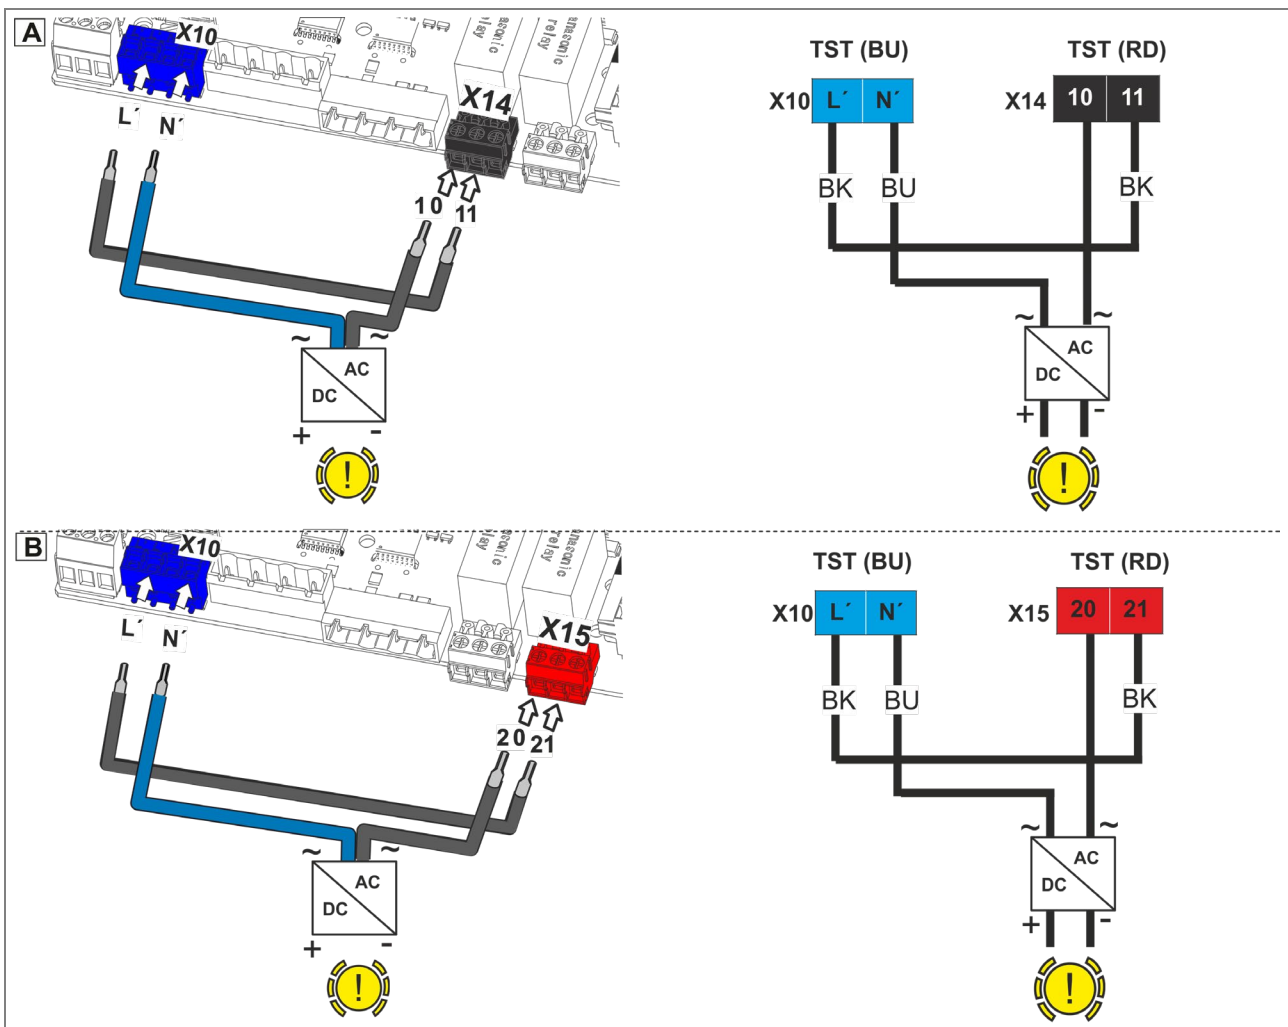 A
X10
Panasonic
relay
X14
L´
N´
10
11
~
~
AC
DC
+
-
!
TST (BU)
TST (RD)
X10 L´ N´
X14 10 11
BK
BU
BK
~
~
AC
DC
+
-
!
B
X10
X15
L´
N´
20
21
~
~
AC
DC
+
-
!
TST (BU)
TST (RD)
X10 L´ N´
X15 20 21
BK
BU
BK
~
~
AC
DC
+
-
!